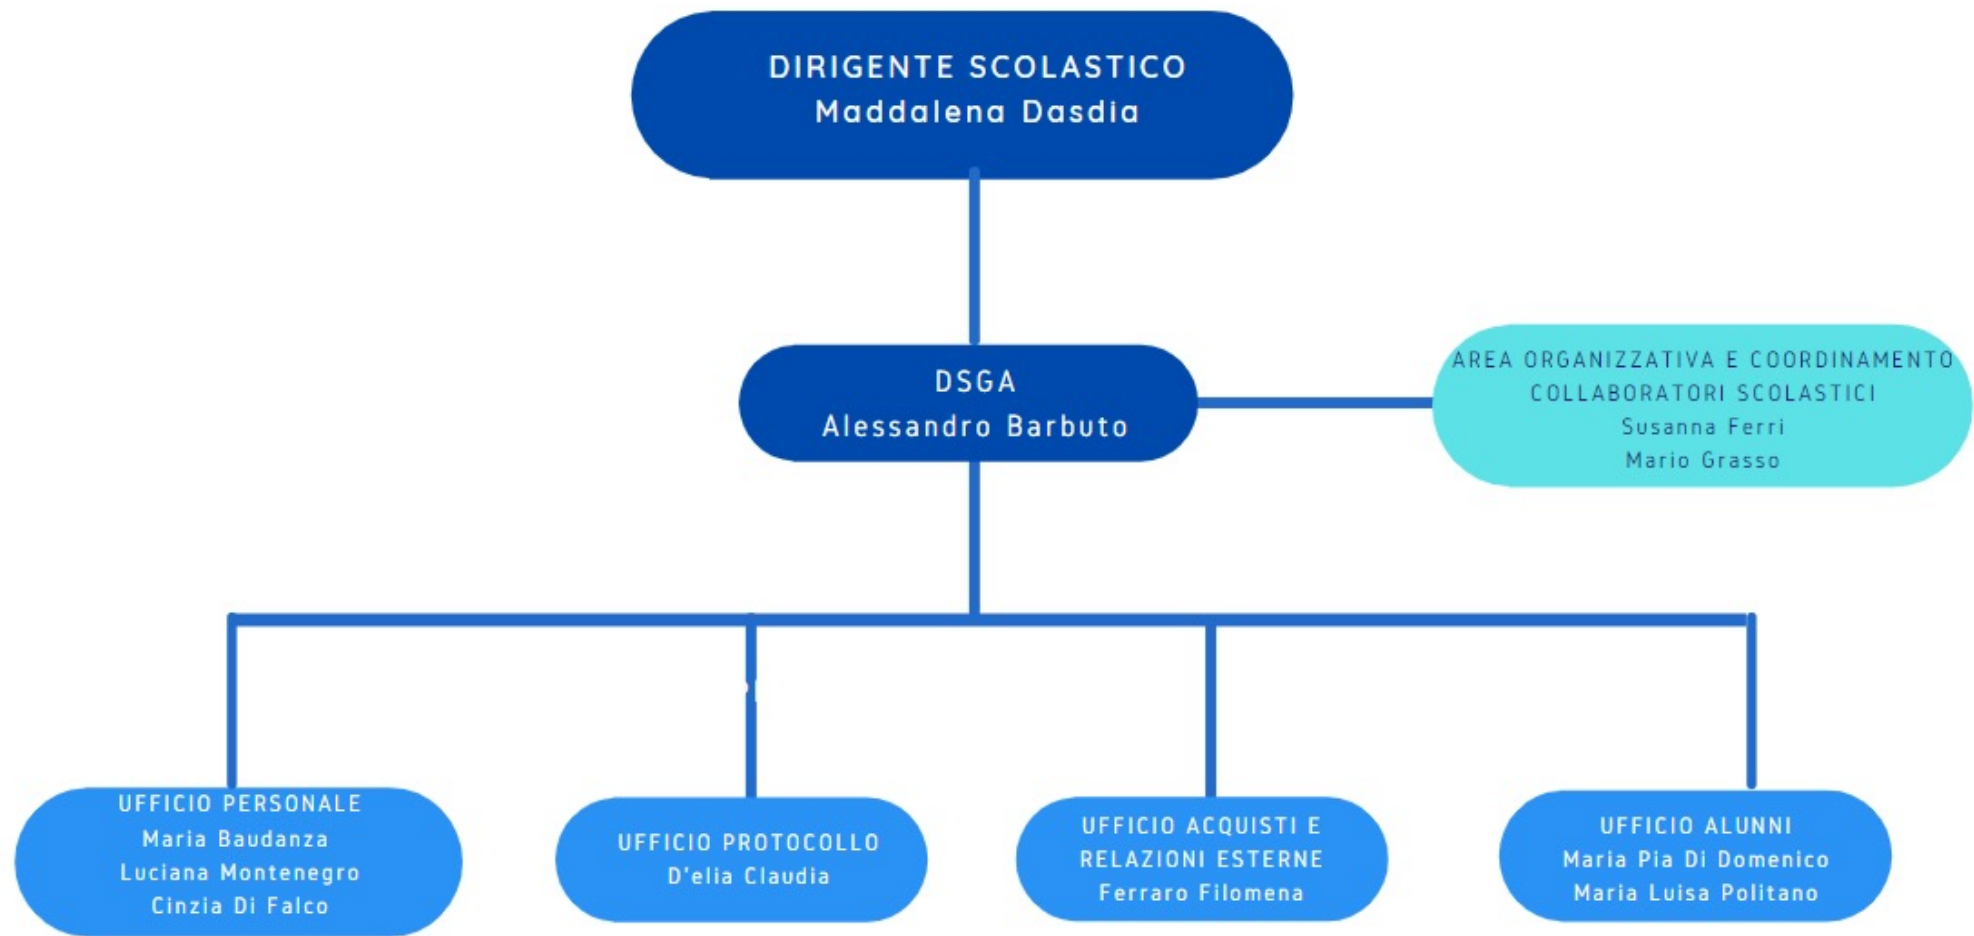 DIRIGENTE SCOLASTICO
Maddalena Dasdia
DSGA
Alessandro Barbuto
AREA ORGANIZZATIVA E COORDINAMENTO
COLLABORATORI SCOLASTICI
Susanna Ferri
Mario Grasso
UFFICIO PERSONALE
Maria Baudanza
Luciana Montenegro
Cinzia Di Falco
UFFICIO PROTOCOLLO
D'elia Claudia
UFFICIO ACQUISTI E
RELAZIONI ESTERNE
Ferraro Filomena
UFFICIO ALUNNI
Maria Pia Di Domenico
Maria Luisa Politano